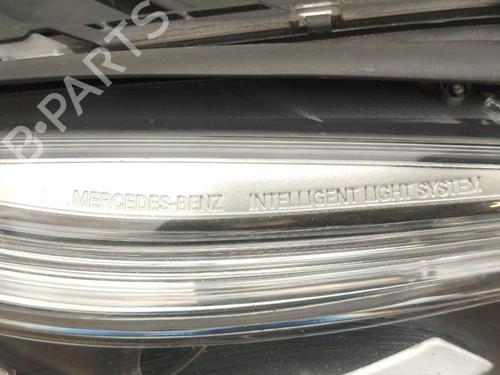 B-PARTS
MERCEDES-BENZ INTELLIGENT LIGHT SYSTEM